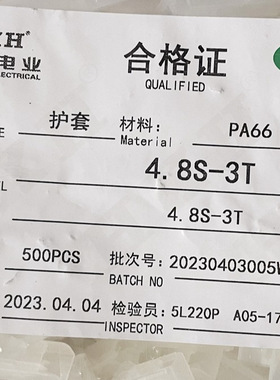 H®
电业 合格证
ELECTRICAL QUALIFIED
护套 材料: PA66
Material
4.8S-3T
4.8S-3T
500PCS 批次号: 20230403005
BATCH NO
2023.04.04 检验员: 5L220P A05-17
INSPECTOR